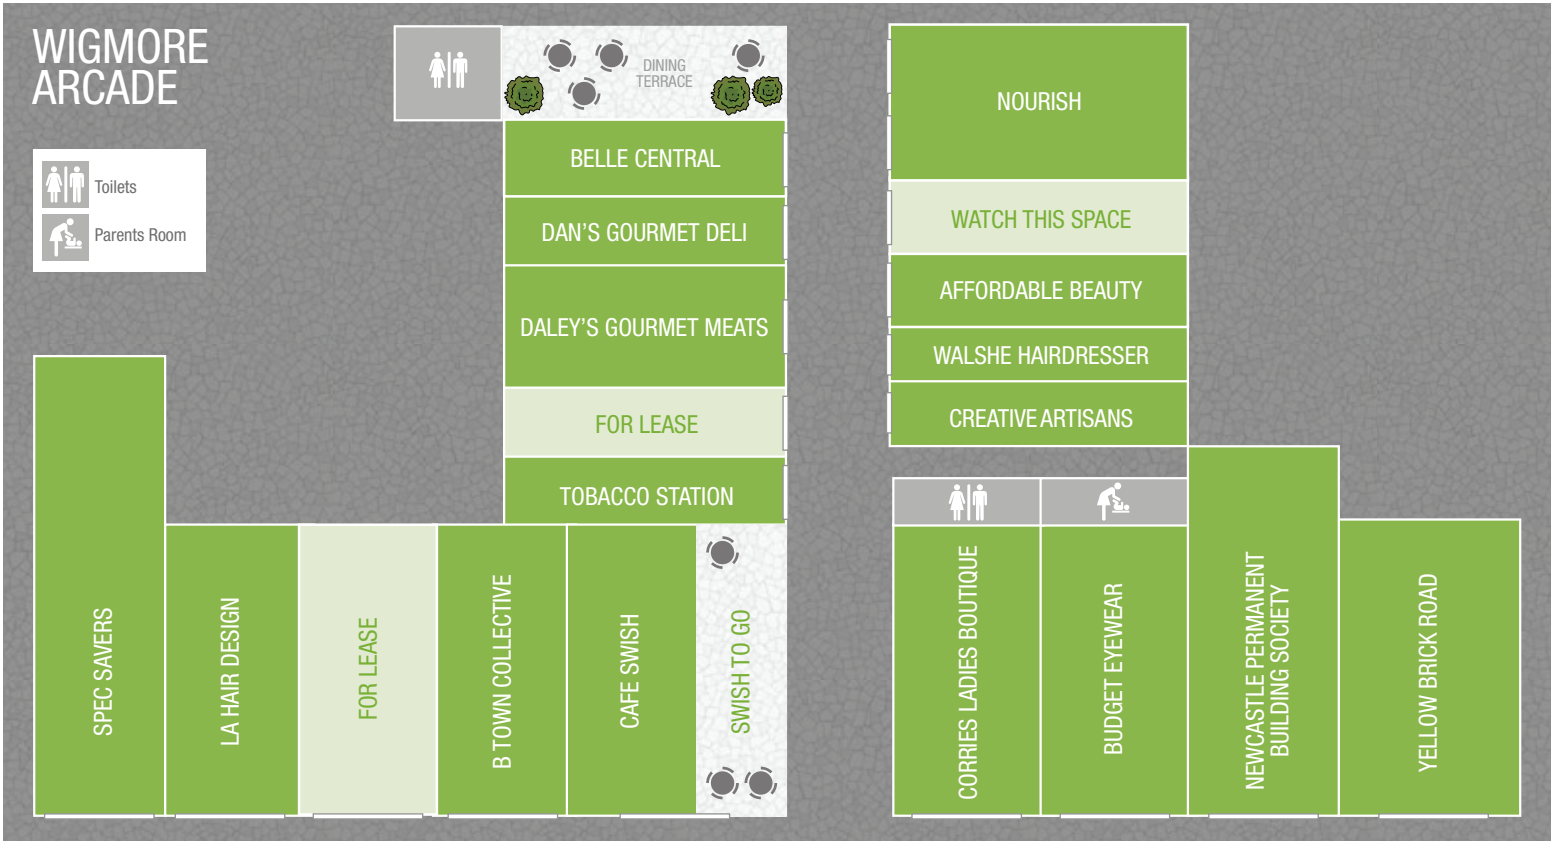 WIGMORE
ARCADE
Toilets
Parents Room
DINING
TERRACE
BELLE CENTRAL
DAN'S GOURMET DELI
DALEY'S GOURMET MEATS
FOR LEASE
TOBACCO STATION
NOURISH
WATCH THIS SPACE
AFFORDABLE BEAUTY
WALSHE HAIRDRESSER
CREATIVE ARTISANS
SPEC SAVERS
LA HAIR DESIGN
FOR LEASE
B TOWN COLLECTIVE
CAFE SWISH
SWISH TO GO
CORRIES LADIES BOUTIQUE
BUDGET EYEWEAR
NEWCASTLE PERMANENT
BUILDING SOCIETY
YELLOW BRICK ROAD